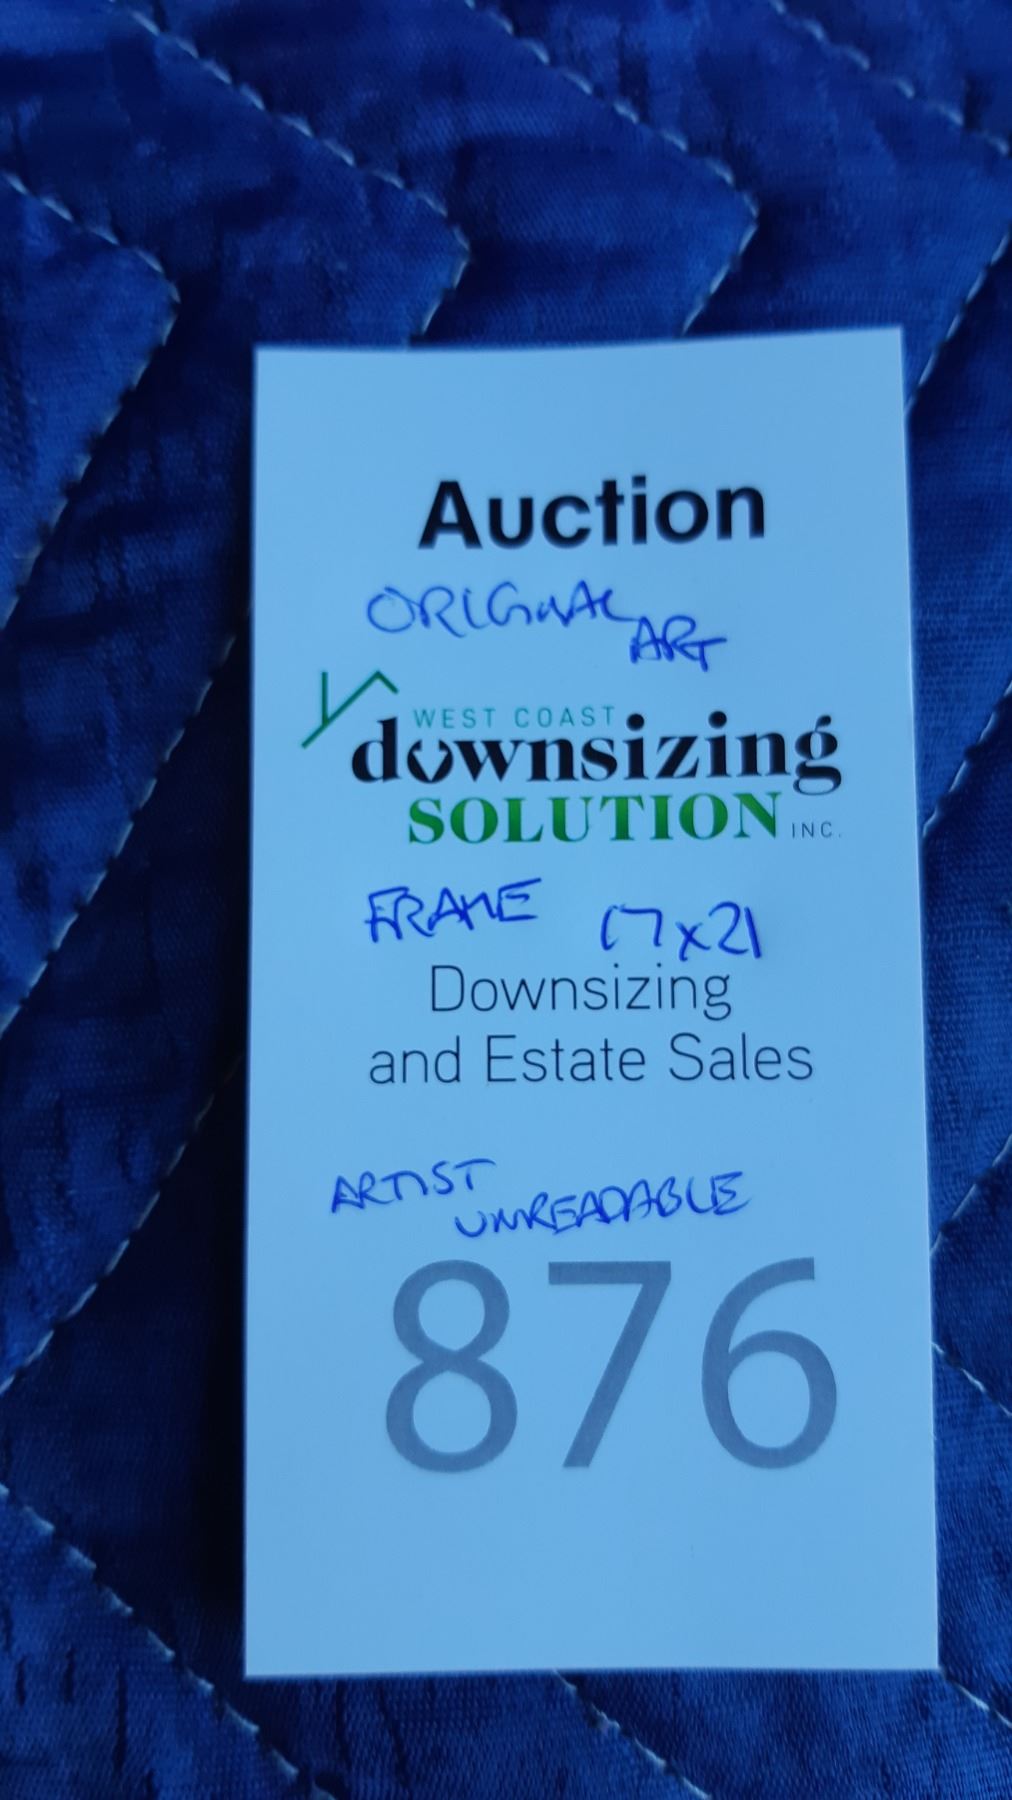 Auction
ORIGINAL
ART
WEST COAST
downsizing
SOLUTION INC.
FRAME 17x21
Downsizing
and Estate Sales
ARTIST
UNREADABLE
876